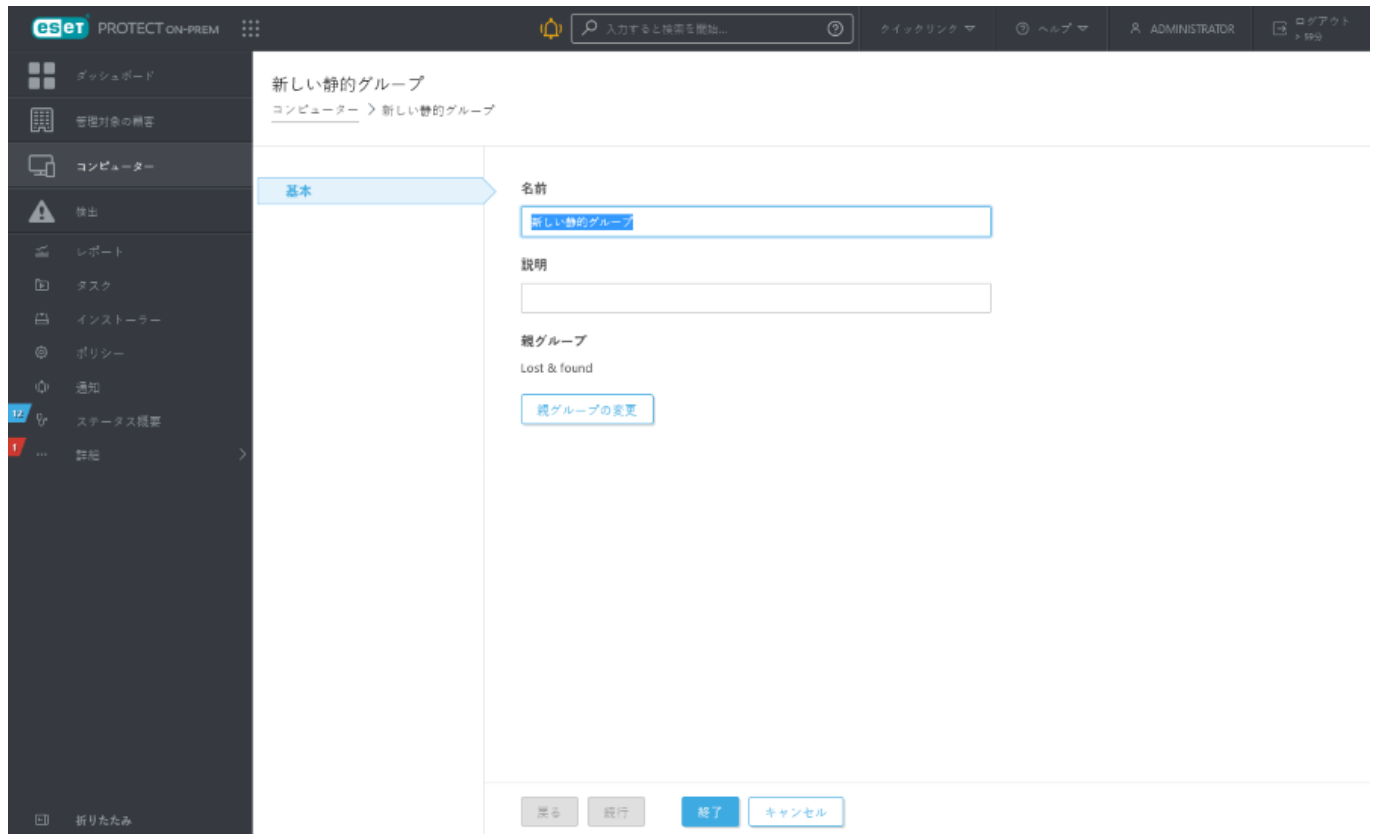 eset PROTECT ON-PREM
入力すると検索を開始...
クイックリンク
ヘルプ
ADMINISTRATOR
ログアウト
> 59分
ダッシュボード
管理対象の顧客
コンピューター
検出
レポート
タスク
インストーラー
ポリシー
通知
12
ステータス概要
1
詳細
折りたたみ
新しい静的グループ
コンピューター > 新しい静的グループ
基本
名前
新しい静的グループ
説明
親グループ
Lost & found
親グループの変更
戻る
続行
終了
キャンセル